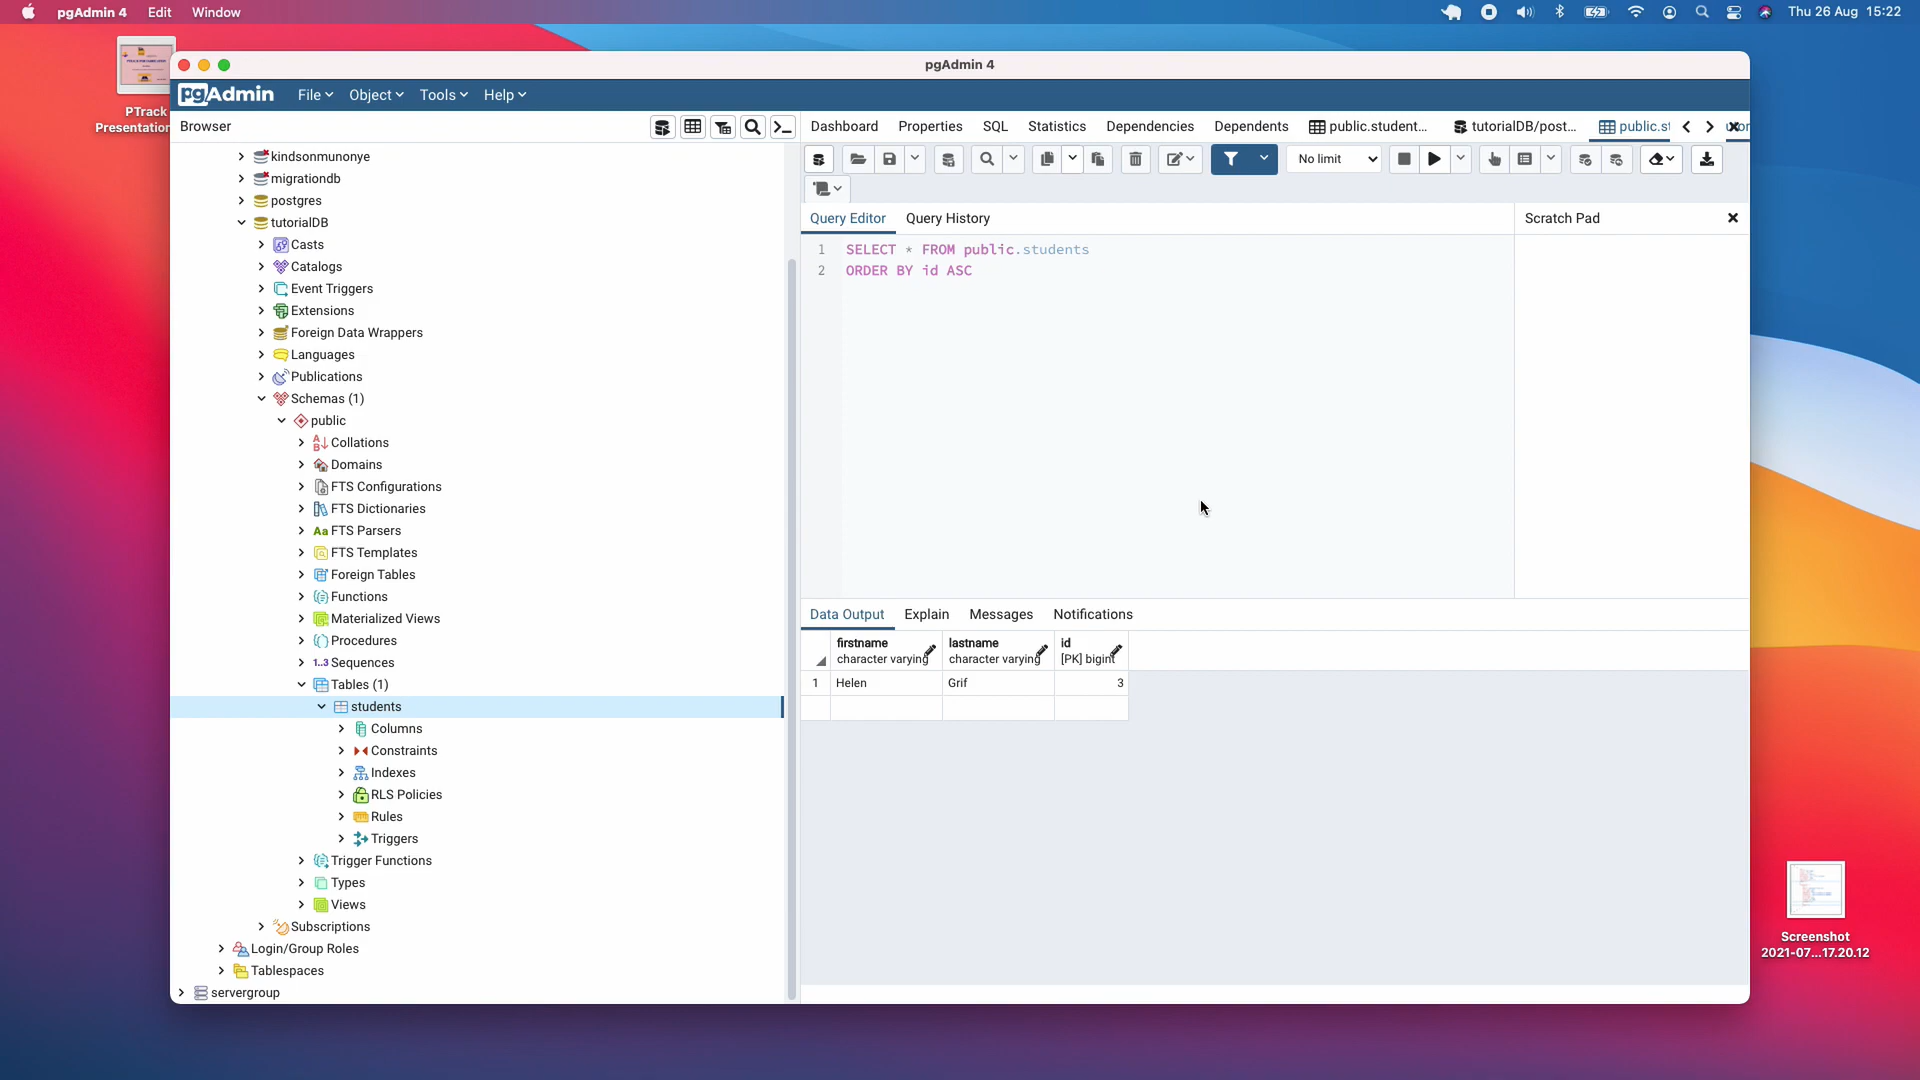 pgAdmin 4 Edit Window
Thu 26 Aug 15:22
PTrack
Presentation
pgAdmin 4
pgAdmin File Object Tools Help
Browser
Dashboard Properties SQL Statistics Dependencies Dependents public.student... tutorialDB/post... public.st
No limit
kindsonmunonye
migrationdb
postgres
tutorialDB
Casts
Catalogs
Event Triggers
Extensions
Foreign Data Wrappers
Languages
Publications
Schemas (1)
public
Collations
Domains
FTS Configurations
FTS Dictionaries
Aa FTS Parsers
FTS Templates
Foreign Tables
Functions
Materialized Views
Procedures
1..3 Sequences
Tables (1)
students
Columns
Constraints
Indexes
RLS Policies
Rules
Triggers
Trigger Functions
Types
Views
Subscriptions
Login/Group Roles
Tablespaces
servergroup
Query Editor Query History
Scratch Pad
1 SELECT * FROM public.students
2 ORDER BY id ASC
Data Output Explain Messages Notifications
firstname lastname id
character varying character varying [PK] bigint
1 Helen Grif 3
Screenshot
2021-07...17.20.12